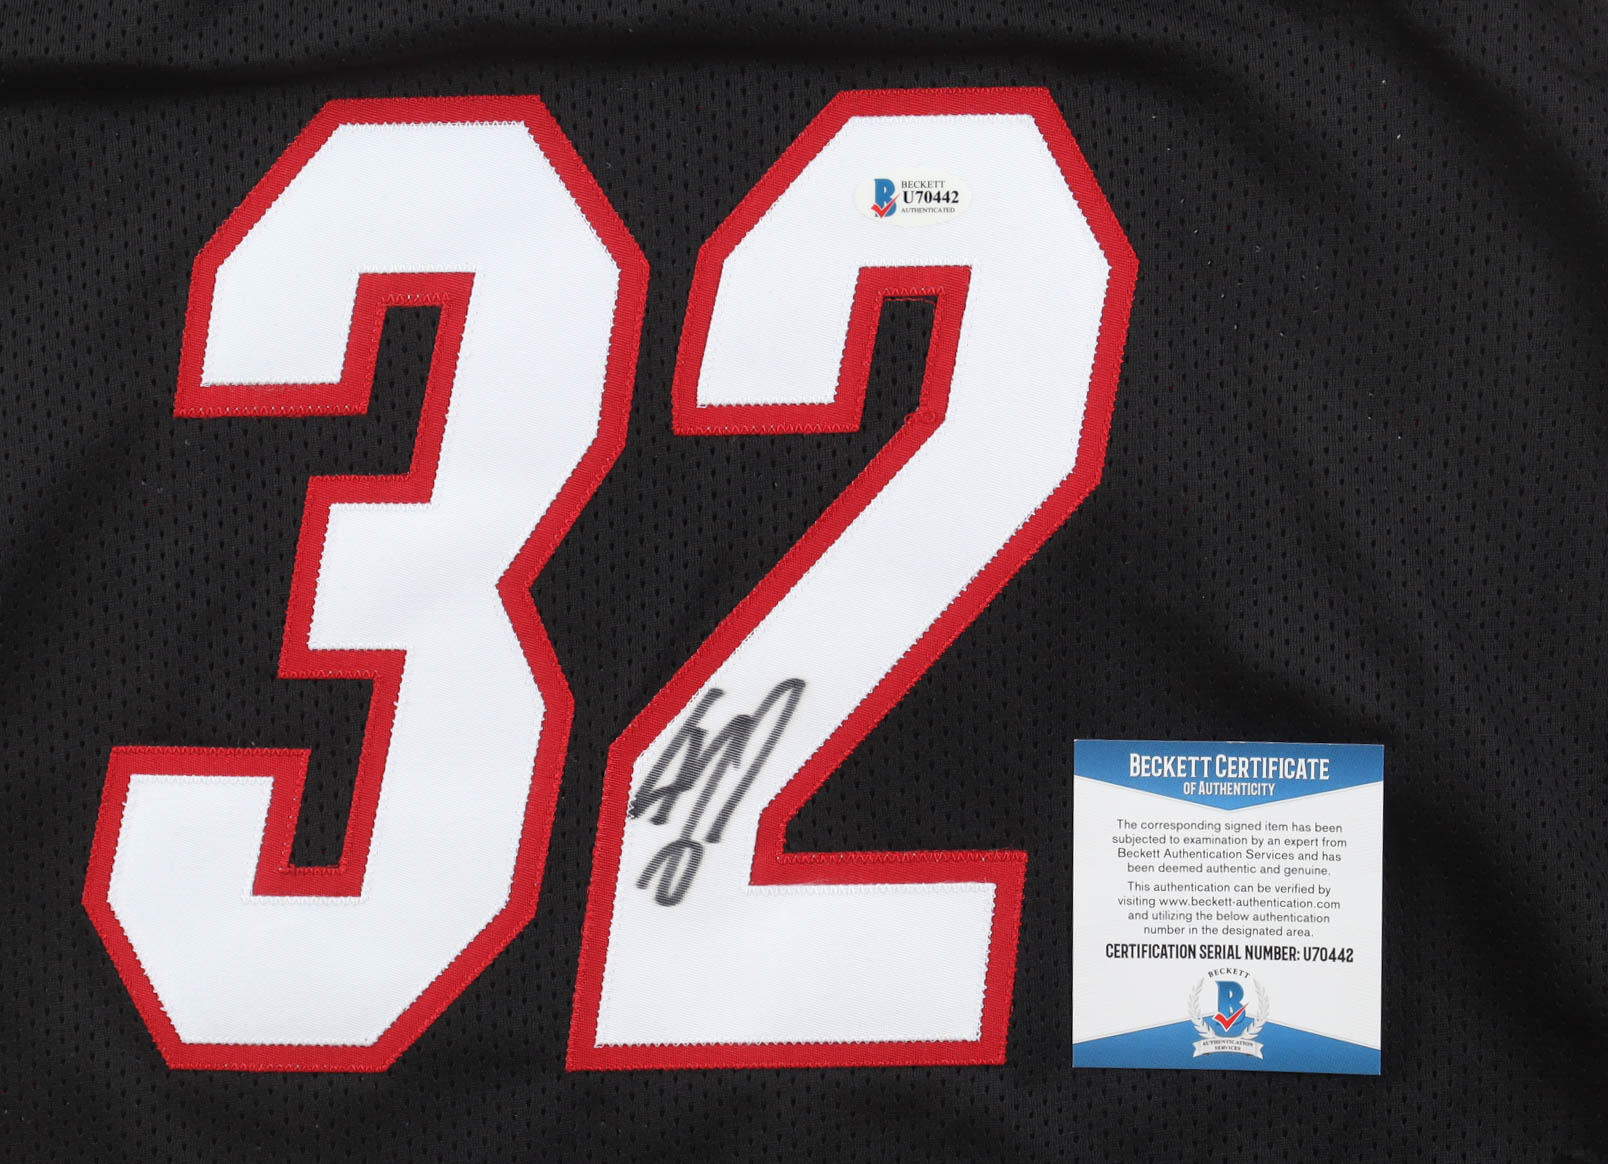 32
BECKETT
U70442
AUTHENTICATED
BECKETT CERTIFICATE
OF AUTHENTICITY
The corresponding signed item has been
subjected to examination by an expert from
Beckett Authentication Services and has
been deemed authentic and genuine.
This authentication can be verified by
visiting www.beckett-authentication.com
and utilizing the below authentication
number in the designated area.
CERTIFICATION SERIAL NUMBER: U70442
BECKETT
B
AUTHENTICATION
SERVICES